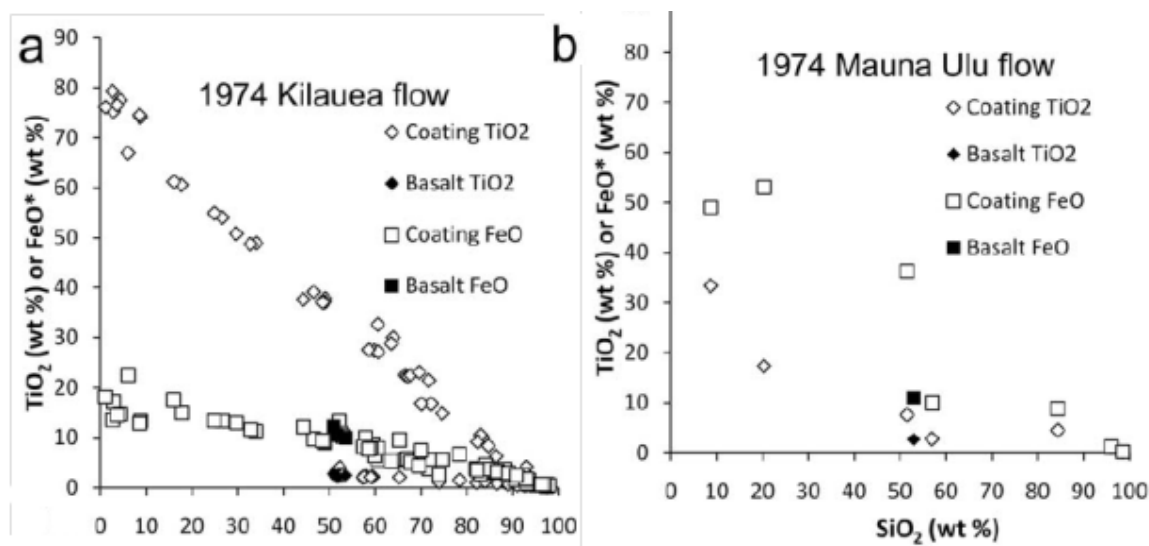 a
1974 Kilauea flow
TiO2 (wt %) or FeO* (wt %)
90
80
70
60
50
40
30
20
10
0
Coating TiO2
Basalt TiO2
Coating FeO
Basalt FeO
0 10 20 30 40 50 60 70 80 90 100
b
1974 Mauna Ulu flow
TiO2 (wt %) or FeO* (wt %)
80
70
60
50
40
30
20
10
0
Coating TiO2
Basalt TiO2
Coating FeO
Basalt FeO
0 10 20 30 40 50 60 70 80 90 100
SiO2 (wt %)